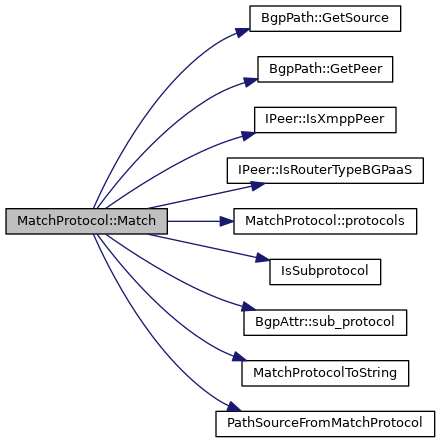 BgpPath::GetSource
BgpPath::GetPeer
IPeer::IsXmppPeer
IPeer::IsRouterTypeBGPaaS
MatchProtocol::Match
MatchProtocol::protocols
IsSubprotocol
BgpAttr::sub_protocol
MatchProtocolToString
PathSourceFromMatchProtocol